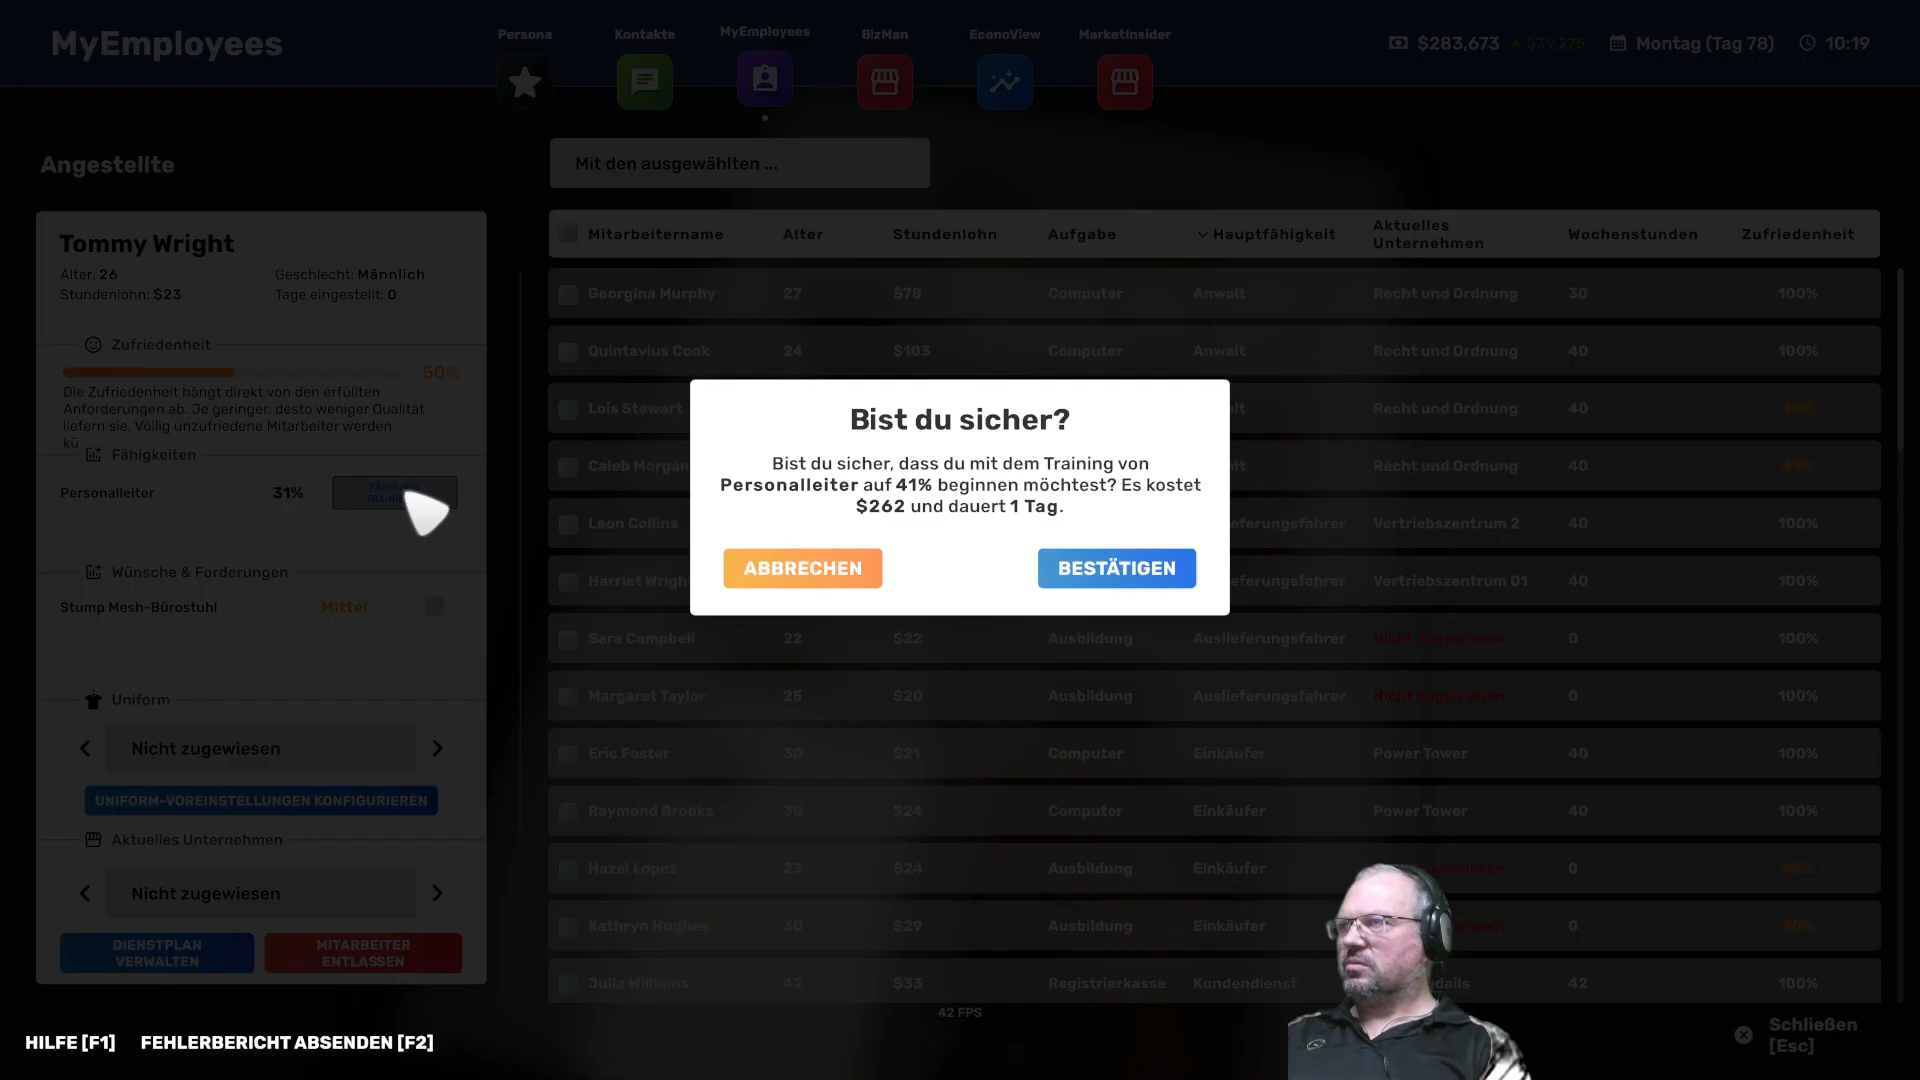 MyEmployees
Persona
Kontakte
MyEmployees
BizMan
EconoView
MarketInsider
$283,673
$39,275
Montag (Tag 78)
10:19
Angestellte
Mit den ausgewählten ...
Tommy Wright
Alter: 26
Geschlecht: Männlich
Stundenlohn: $23
Tage eingestellt: 0
Zufriedenheit
50%
Die Zufriedenheit hängt direkt von den erfüllten
Anforderungen ab. Je geringer, desto weniger Qualität
liefern sie. Völlig unzufriedene Mitarbeiter werden
kü
Fähigkeiten
Personalleiter
31%
Wünsche & Forderungen
Stump Mesh-Bürostuhl
Mittel
Uniform
Nicht zugewiesen
UNIFORM-VOREINSTELLUNGEN KONFIGURIEREN
Aktuelles Unternehmen
Nicht zugewiesen
DIENSTPLAN
VERWALTEN
MITARBEITER
ENTLASSEN
Mitarbeitername Alter Stundenlohn Aufgabe Hauptfähigkeit Aktuelles Unternehmen Wochenstunden Zufriedenheit
Georgina Murphy 27 $78 Computer Anwalt Recht und Ordnung 30 100%
Quintavius Cook 24 $103 Computer Anwalt Recht und Ordnung 40 100%
Lois Stewart Recht und Ordnung 40
Caleb Morgan Recht und Ordnung 40
Leon Collins Vertriebszentrum 2 40 100%
Harriet Wright Vertriebszentrum 01 40 100%
Sara Campbell 22 $22 Ausbildung Auslieferungsfahrer Nicht zugewiesen 0 100%
Margaret Taylor 25 $20 Ausbildung Auslieferungsfahrer Nicht zugewiesen 0 100%
Eric Foster 30 $21 Computer Einkäufer Power Tower 40 100%
Raymond Brooks 30 $24 Computer Einkäufer Power Tower 40 100%
Hazel Lopez 23 $24 Ausbildung Einkäufer 0 50%
Kathryn Hughes 30 $29 Ausbildung Einkäufer 0 50%
Julia Williams 42 $33 Registrierkasse Kundendienst 42 100%
Bist du sicher?
Bist du sicher, dass du mit dem Training von
Personalleiter auf 41% beginnen möchtest? Es kostet
$262 und dauert 1 Tag.
ABBRECHEN
BESTÄTIGEN
42 FPS
HILFE [F1]
FEHLERBERICHT ABSENDEN [F2]
Schließen
[Esc]